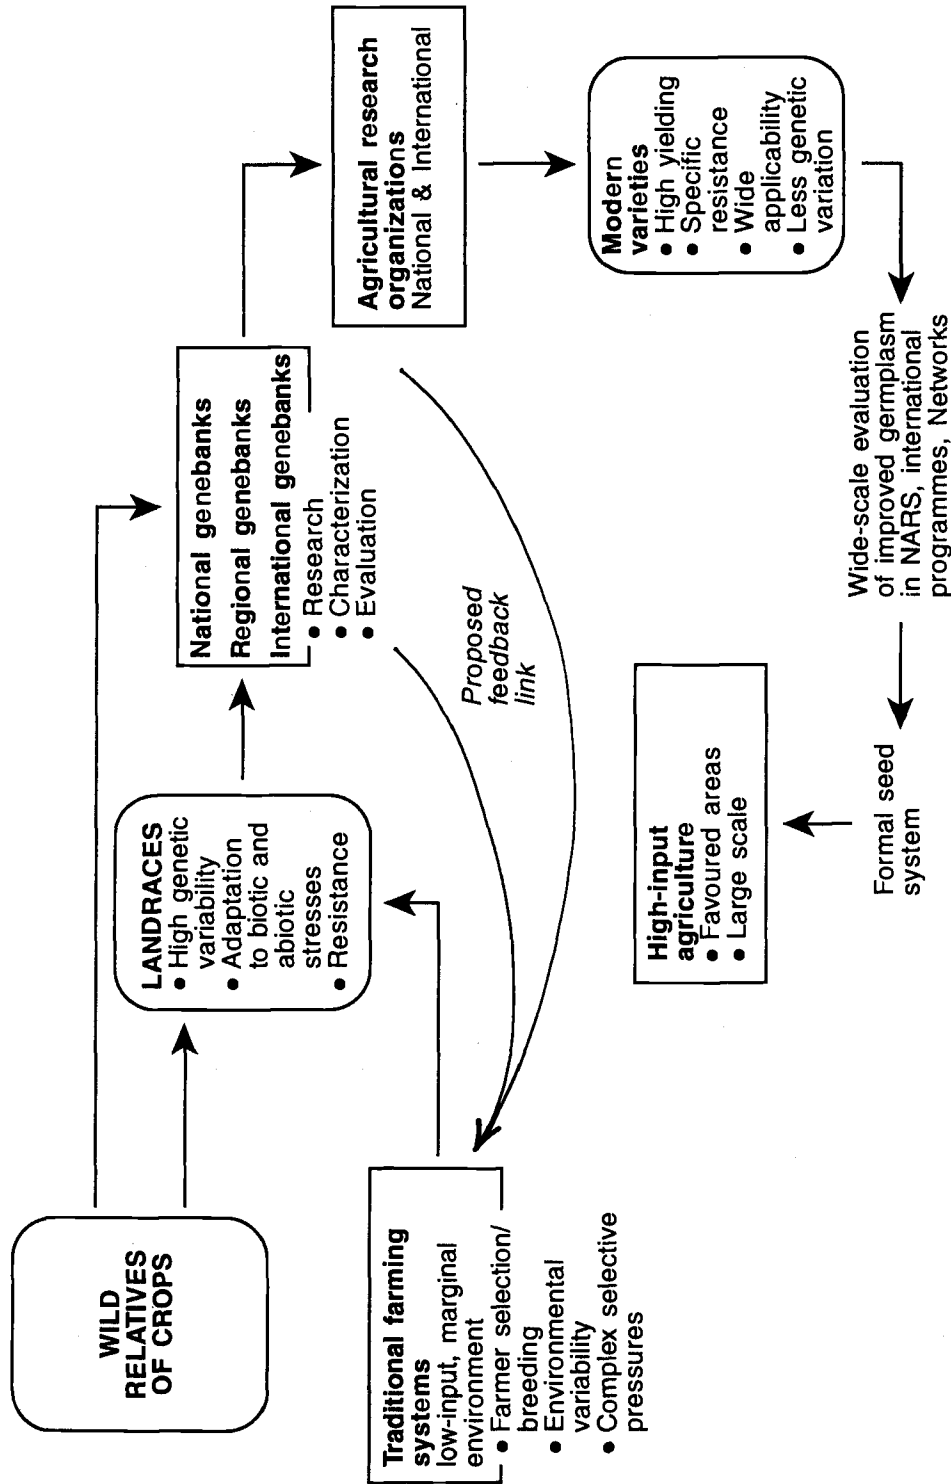 WILD
RELATIVES
OF CROPS
LANDRACES
• High genetic
variability
• Adaptation
to biotic and
abiotic
stresses
• Resistance
National genebanks
Regional genebanks
International genebanks
• Research
• Characterization
• Evaluation
Agricultural research
organizations
National & International
Traditional farming
systems
low-input, marginal
environment
• Farmer selection/
breeding
• Environmental
variability
• Complex selective
pressures
Proposed
feedback
link
Modern
varieties
• High yielding
• Specific
resistance
• Wide
applicability
• Less genetic
variation
High-input
agriculture
• Favoured areas
• Large scale
Formal seed
system
Wide-scale evaluation
of improved germplasm
in NARS, international
programmes, Networks